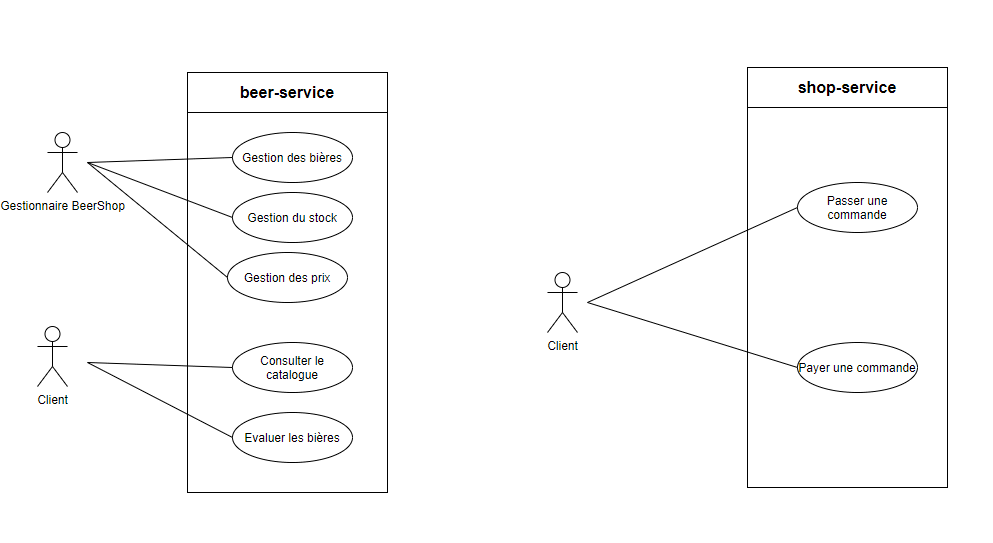 beer-service
Gestion des bières
Gestionnaire BeerShop
Gestion du stock
Gestion des prix
Consulter le
catalogue
Client
Evaluer les bières
shop-service
Passer une
commande
Client
Payer une commande